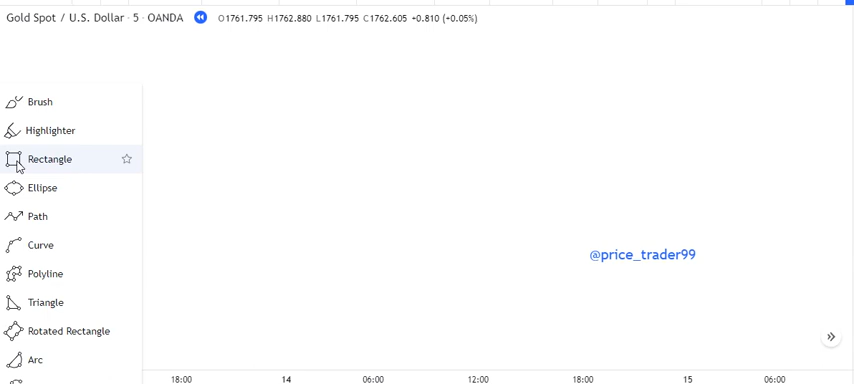 Gold Spot / U.S. Dollar · 5 · OANDA O1761.795 H1762.880 L1761.795 C1762.605 +0.810 (+0.05%)
Brush
Highlighter
Rectangle
Ellipse
Path
Curve
@price_trader99
Polyline
Triangle
Rotated Rectangle
Arc
18:00 14 06:00 12:00 18:00 15 06:00